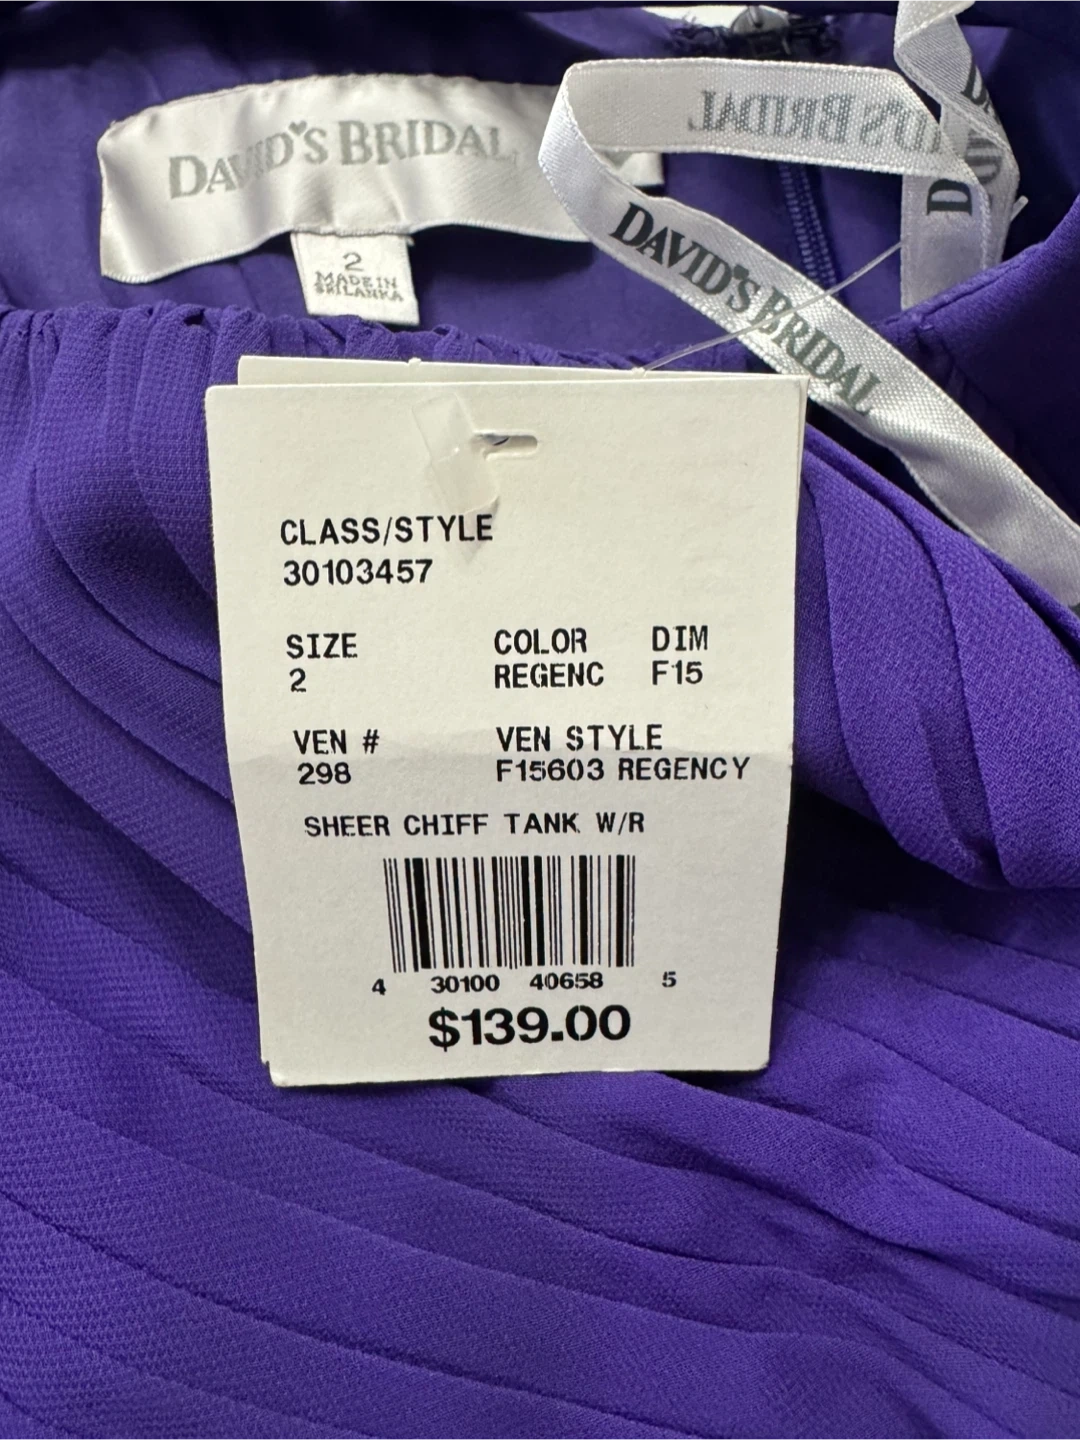 DAVID'S BRIDAL
DAVID'S BRIDAL
DAVID'S BRIDAL
2
MADE IN
SRI LANKA
CLASS/STYLE
30103457
SIZE COLOR DIM
2 REGENC F15
VEN # VEN STYLE
298 F15603 REGENCY
SHEER CHIFF TANK W/R
4 30100 40658 5
$139.00